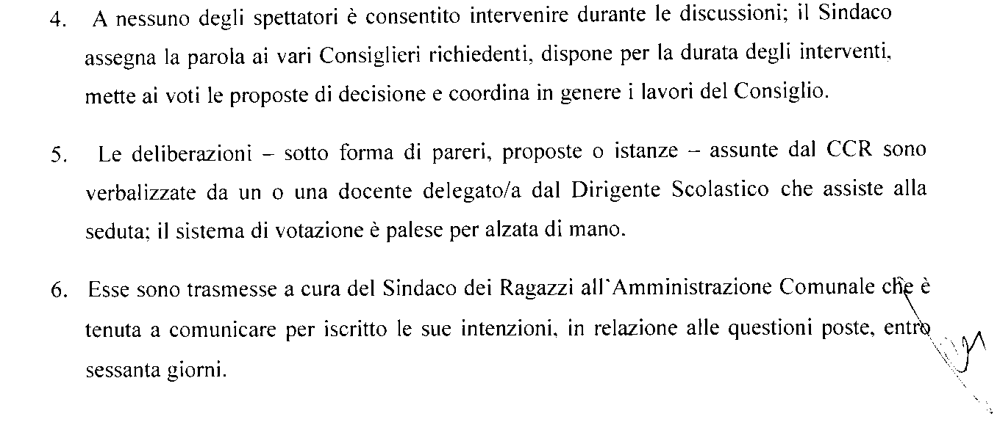 4. A nessuno degli spettatori è consentito intervenire durante le discussioni; il Sindaco
assegna la parola ai vari Consiglieri richiedenti, dispone per la durata degli interventi,
mette ai voti le proposte di decisione e coordina in genere i lavori del Consiglio.
5. Le deliberazioni – sotto forma di pareri, proposte o istanze – assunte dal CCR sono
verbalizzate da un o una docente delegato/a dal Dirigente Scolastico che assiste alla
seduta; il sistema di votazione è palese per alzata di mano.
6. Esse sono trasmesse a cura del Sindaco dei Ragazzi all'Amministrazione Comunale che è
tenuta a comunicare per iscritto le sue intenzioni, in relazione alle questioni poste, entro
sessanta giorni.